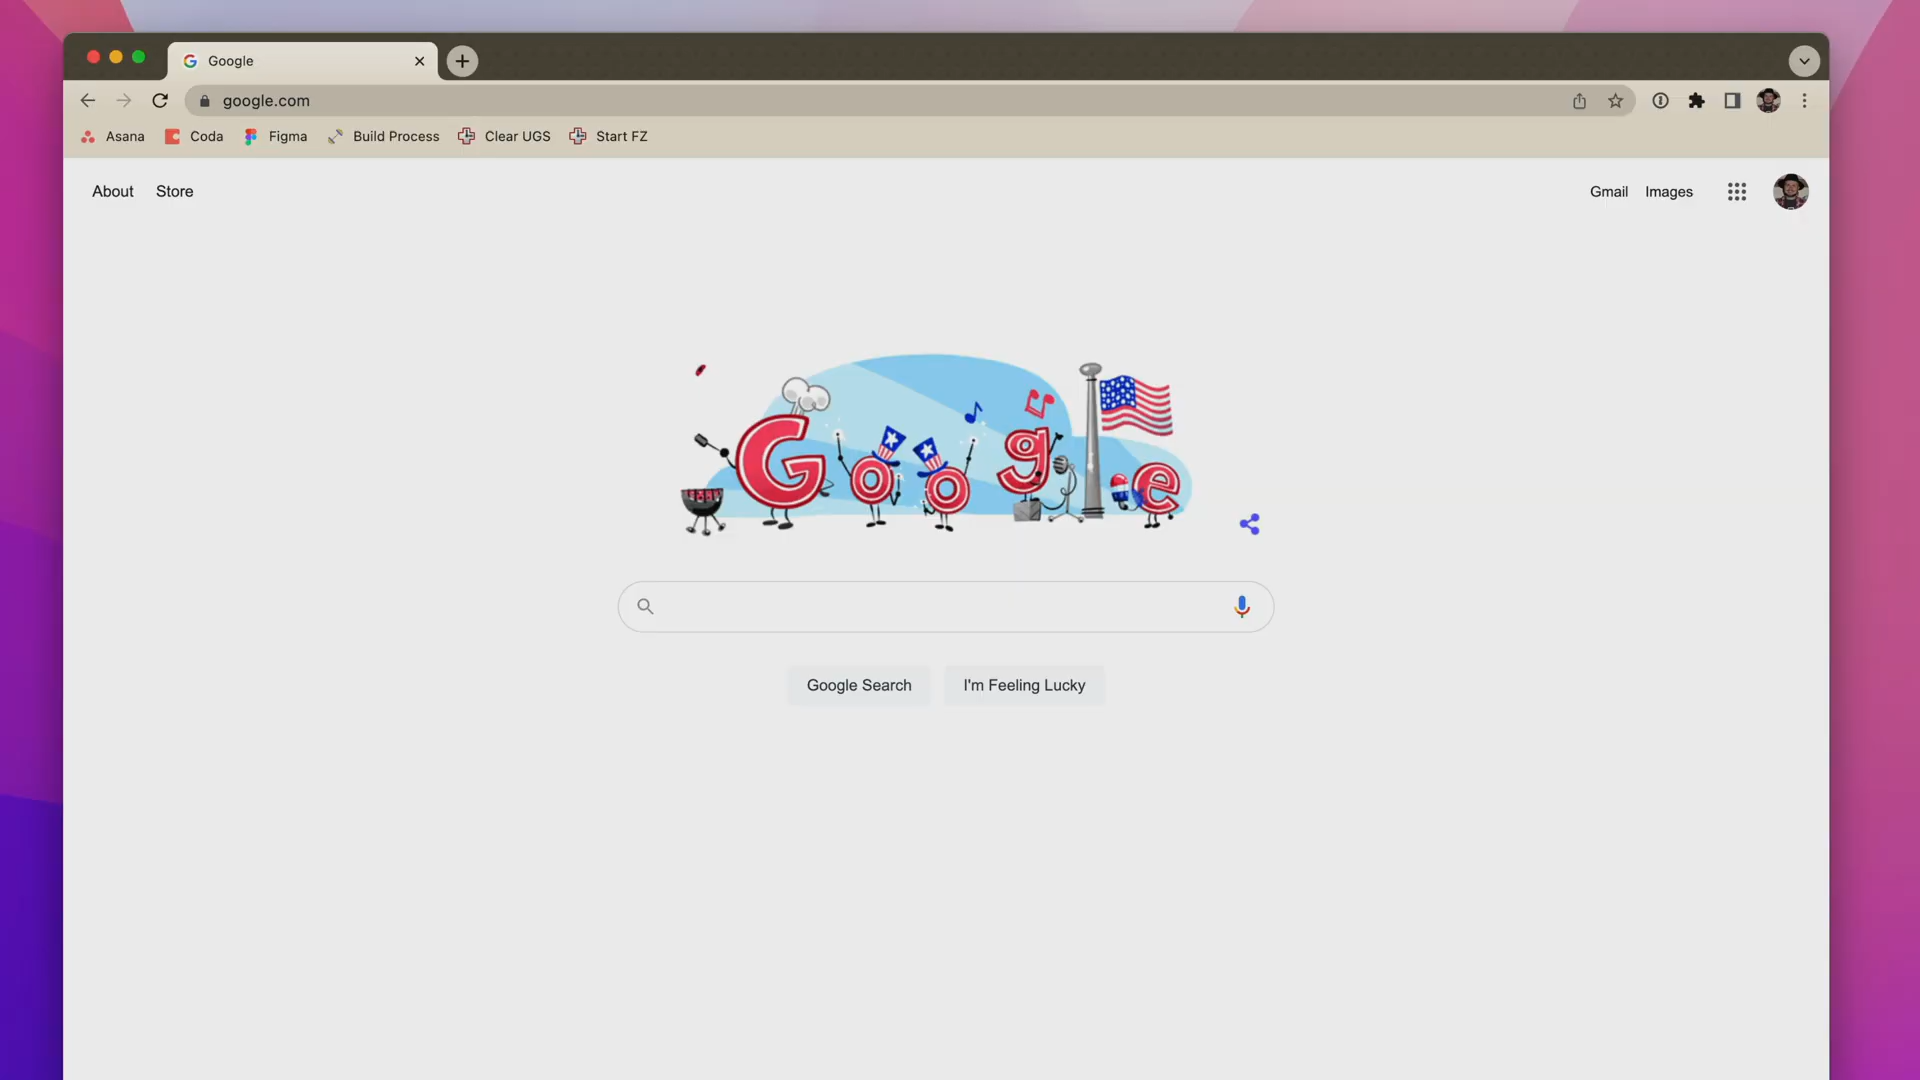 Google
google.com
Asana Coda Figma Build Process Clear UGS Start FZ
About Store Gmail Images
Google
Google Search I'm Feeling Lucky